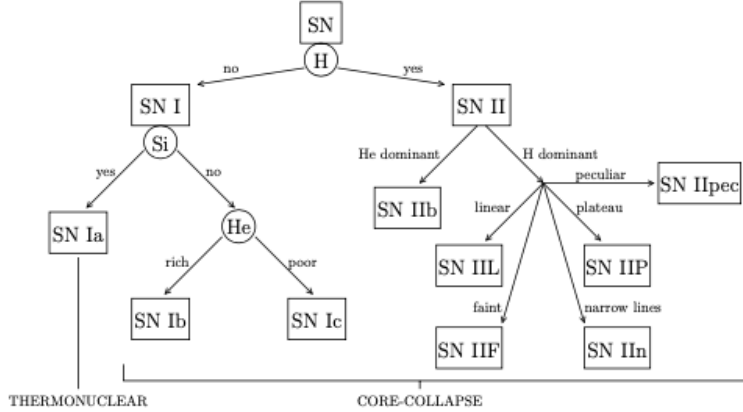 SN
H
no
yes
SN I
SN II
Si
He dominant
H dominant
yes
no
peculiar
SN IIpec
SN IIb
linear
plateau
SN Ia
He
rich
poor
SN IIL
SN IIP
faint
narrow lines
SN Ib
SN Ic
SN IIF
SN IIn
THERMONUCLEAR
CORE-COLLAPSE